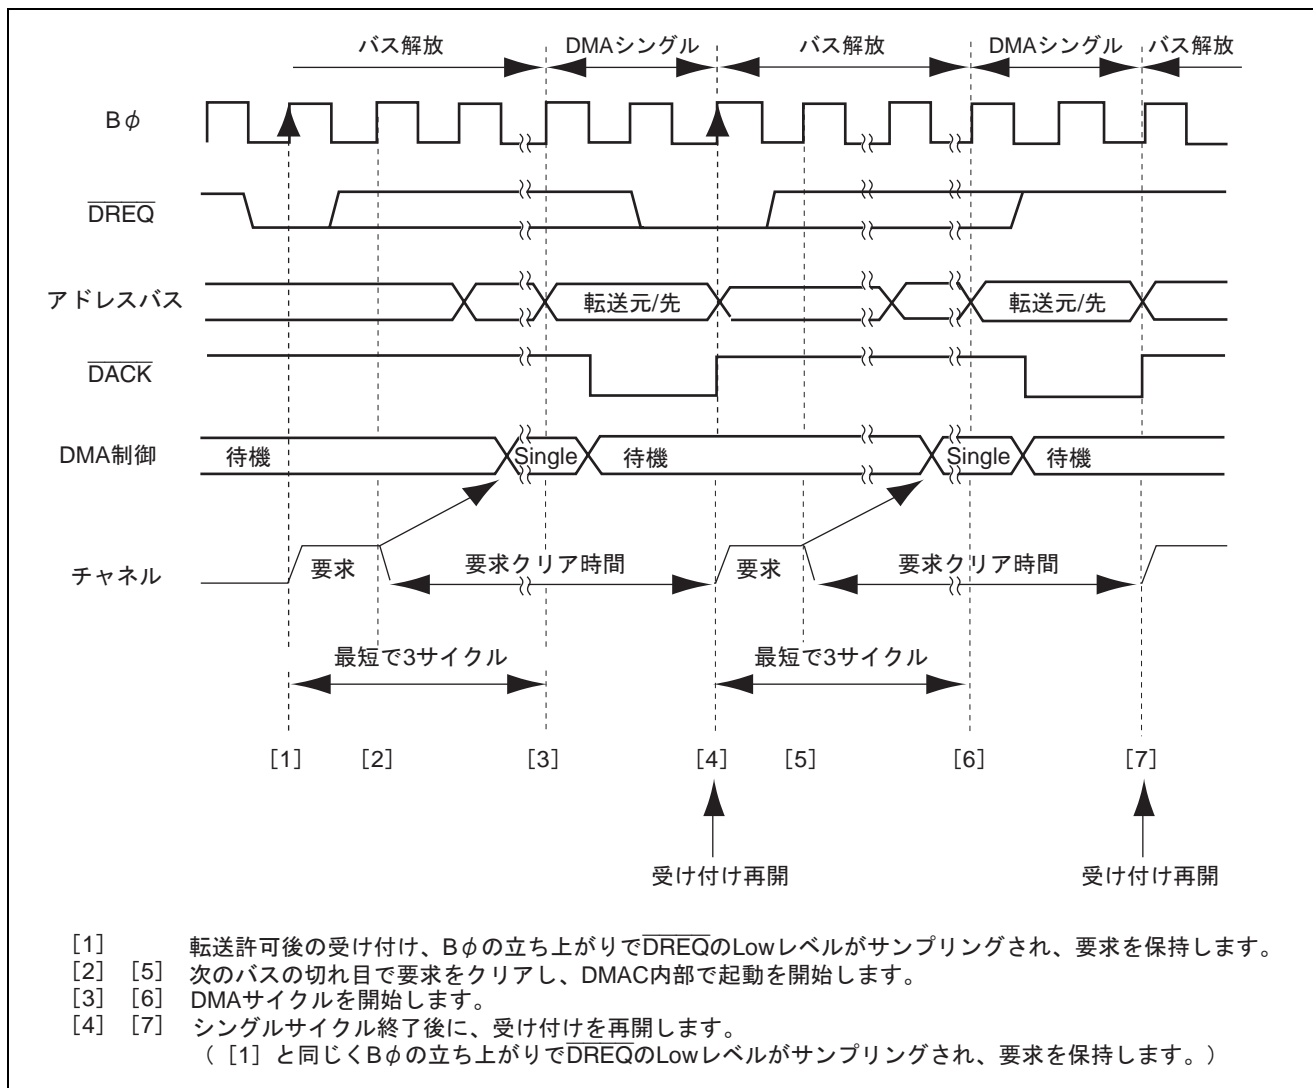 バス解放 DMAシングル バス解放 DMAシングル バス解放
Bφ
DREQ
アドレスバス 転送元/先 転送元/先
DACK
DMA制御 待機 Single 待機 Single 待機
チャネル 要求 要求クリア時間 要求 要求クリア時間
最短で3サイクル 最短で3サイクル
[1] [2] [3] [4] [5] [6] [7]
受け付け再開 受け付け再開
[1] 転送許可後の受け付け、Bφの立ち上がりでDREQのLowレベルがサンプリングされ、要求を保持します。
[2] [5] 次のバスの切れ目で要求をクリアし、DMAC内部で起動を開始します。
[3] [6] DMAサイクルを開始します。
[4] [7] シングルサイクル終了後に、受け付けを再開します。
([1]と同じくBφの立ち上がりでDREQのLowレベルがサンプリングされ、要求を保持します。)